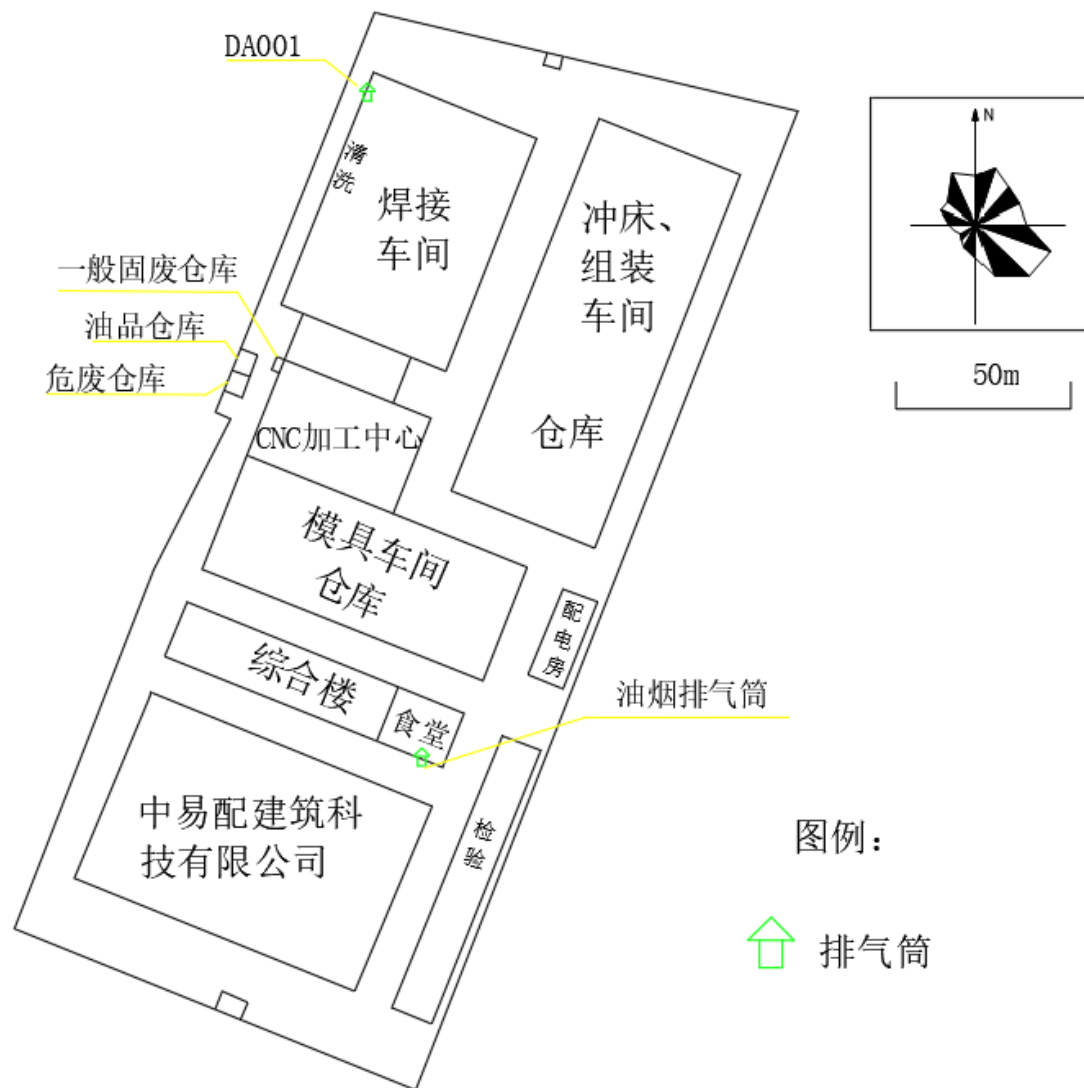 DA001
N
清
洗
焊接
车间
冲床、
组装
车间
仓库
50m
一般固废仓库
油品仓库
危废仓库
CNC加工中心
模具车间
仓库
配
电
房
综合楼
食堂
油烟排气筒
中易配建筑科
技有限公司
检
验
图例：
排气筒